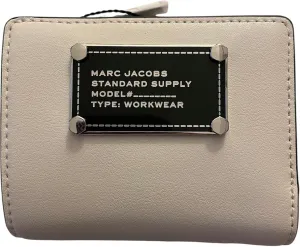 MARC JACOBS
STANDARD SUPPLY
MODEL#________
TYPE: WORKWEAR